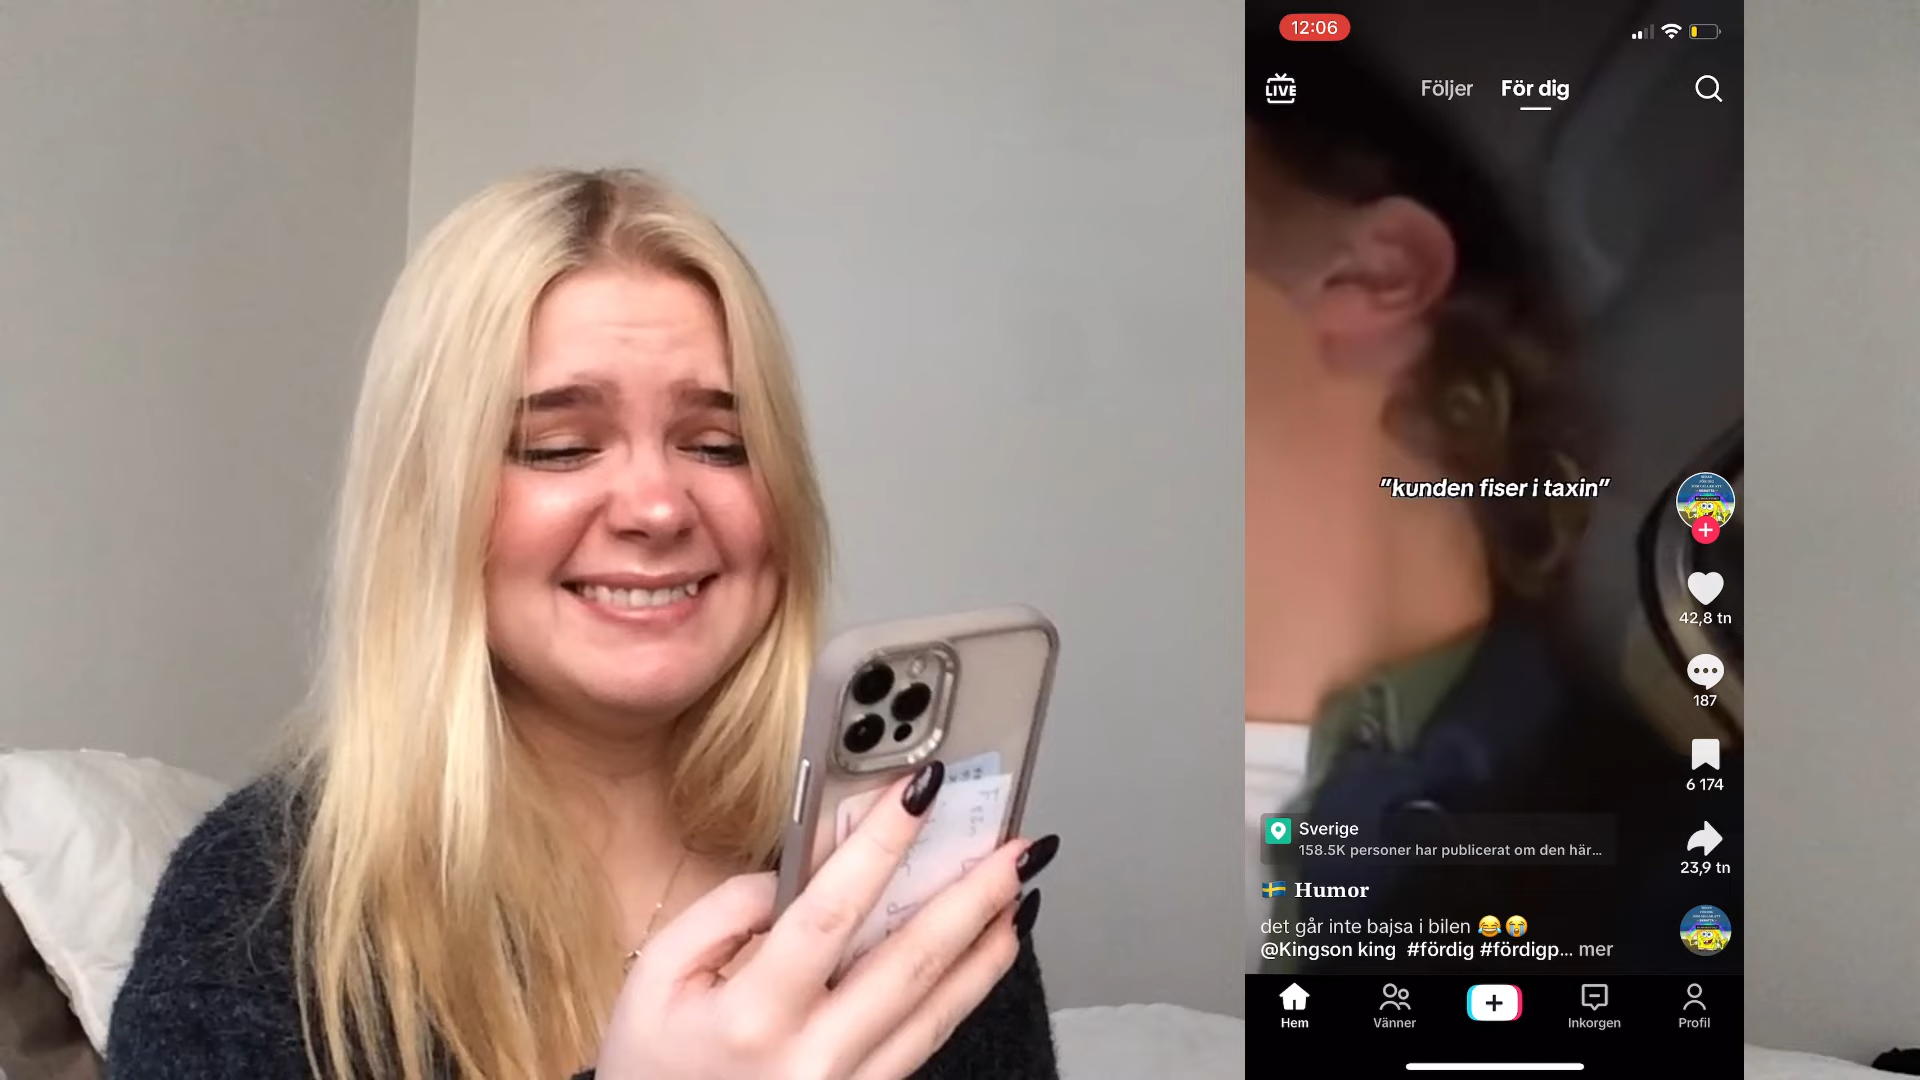 12:06
LIVE
Följer
För dig
"kunden fiser i taxin"
42,8 tn
187
6 174
23,9 tn
Sverige
158.5K personer har publicerat om den här...
🇸🇪 Humor
det går inte bajsa i bilen 😂😭
@Kingson king #fördig #fördigp... mer
Hem
Vänner
Inkorgen
Profil